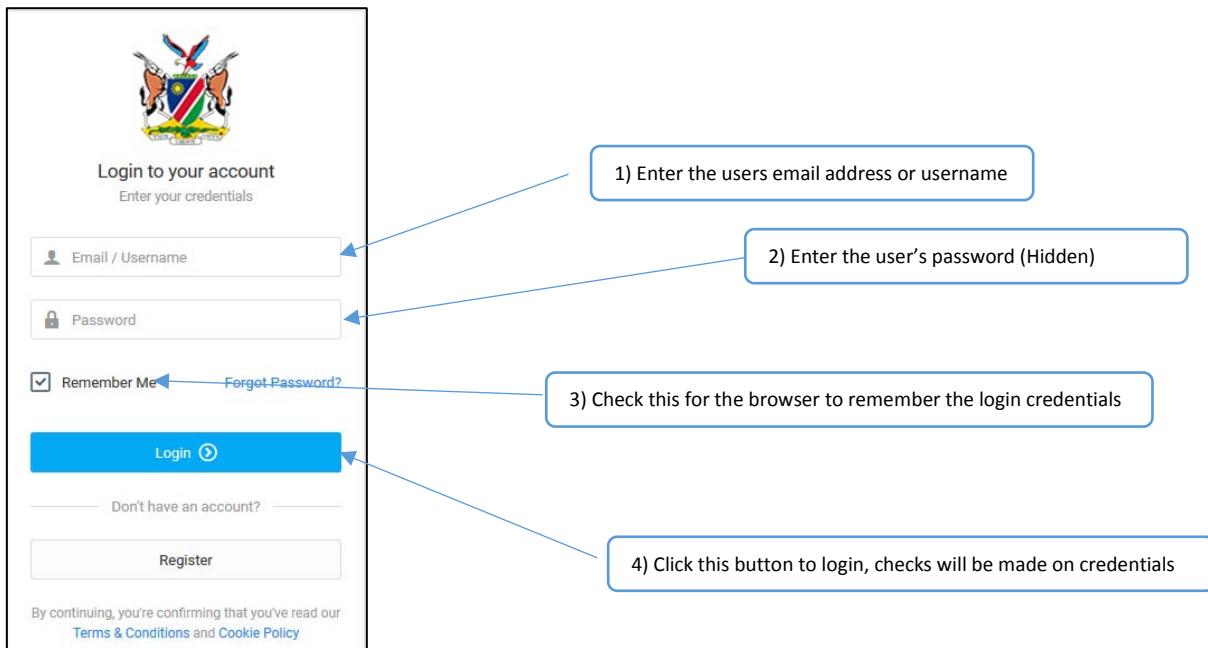 Login to your account
Enter your credentials
1) Enter the users email address or username
Email / Username
2) Enter the user's password (Hidden)
Password
Remember Me
Forgot Password?
3) Check this for the browser to remember the login credentials
Login
Don't have an account?
Register
4) Click this button to login, checks will be made on credentials
By continuing, you're confirming that you've read our
Terms & Conditions and Cookie Policy